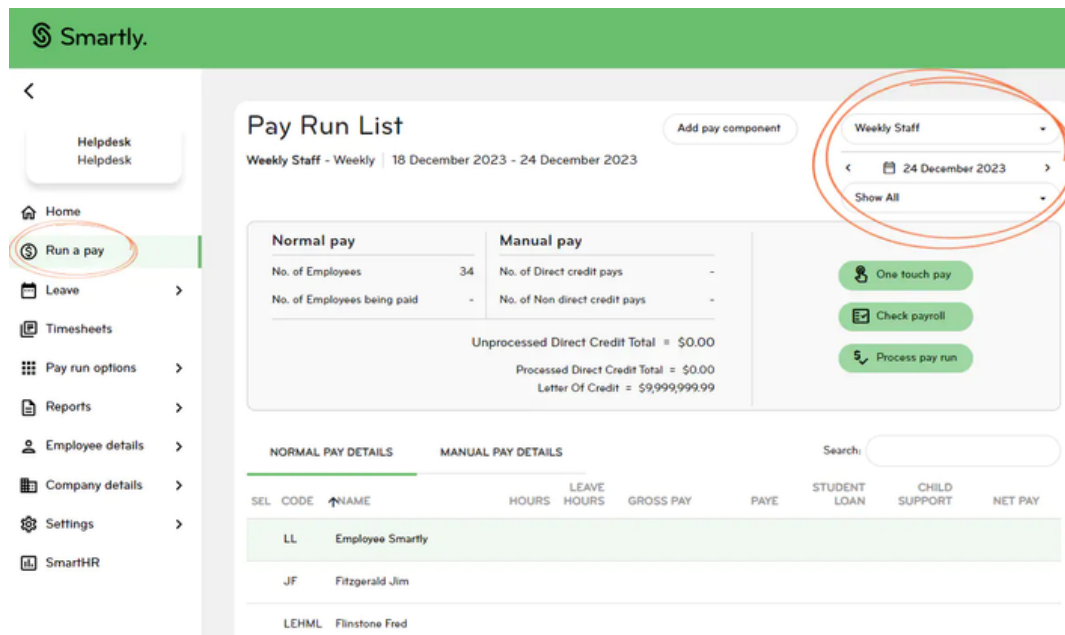 Smartly.
Helpdesk
Helpdesk
Home
Run a pay
Leave
Timesheets
Pay run options
Reports
Employee details
Company details
Settings
SmartHR
Pay Run List
Add pay component
Weekly Staff
Weekly Staff - Weekly 18 December 2023 - 24 December 2023
24 December 2023
Show All
Normal pay
No. of Employees 34
No. of Employees being paid -
Manual pay
No. of Direct credit pays -
No. of Non direct credit pays -
Unprocessed Direct Credit Total = $0.00
Processed Direct Credit Total = $0.00
Letter Of Credit = $9,999,999.99
One touch pay
Check payroll
Process pay run
NORMAL PAY DETAILS MANUAL PAY DETAILS Search:
SEL CODE NAME HOURS LEAVE HOURS GROSS PAY PAYE STUDENT LOAN CHILD SUPPORT NET PAY
LL Employee Smartly
JF Fitzgerald Jim
LEHML Flinstone Fred